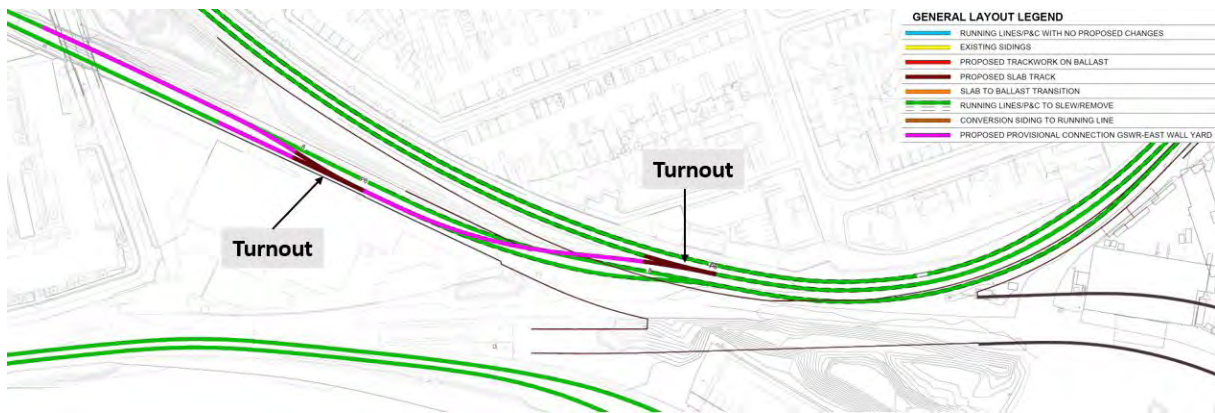 GENERAL LAYOUT LEGEND
RUNNING LINES/P&C WITH NO PROPOSED CHANGES
EXISTING SIDINGS
PROPOSED TRACKWORK ON BALLAST
PROPOSED SLAB TRACK
SLAB TO BALLAST TRANSITION
RUNNING LINES/P&C TO SLEW/REMOVE
CONVERSION SIDING TO RUNNING LINE
PROPOSED PROVISIONAL CONNECTION GSWR-EAST WALL YARD
Turnout
Turnout